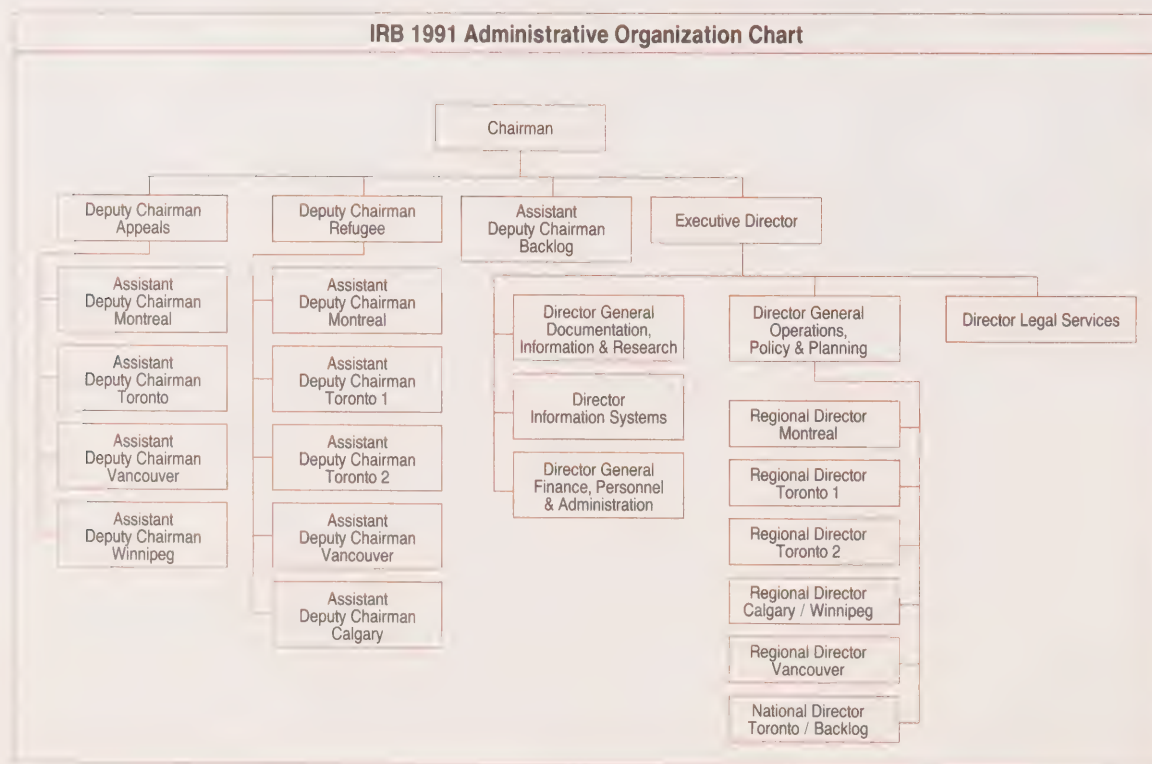 IRB 1991 Administrative Organization Chart
Chairman
Deputy Chairman
Appeals
Deputy Chairman
Refugee
Assistant
Deputy Chairman
Backlog
Executive Director
Assistant
Deputy Chairman
Montreal
Assistant
Deputy Chairman
Toronto
Assistant
Deputy Chairman
Vancouver
Assistant
Deputy Chairman
Winnipeg
Assistant
Deputy Chairman
Montreal
Assistant
Deputy Chairman
Toronto 1
Assistant
Deputy Chairman
Toronto 2
Assistant
Deputy Chairman
Vancouver
Assistant
Deputy Chairman
Calgary
Director General
Documentation,
Information & Research
Director
Information Systems
Director General
Finance, Personnel
& Administration
Director General
Operations,
Policy & Planning
Regional Director
Montreal
Regional Director
Toronto 1
Regional Director
Toronto 2
Regional Director
Calgary / Winnipeg
Regional Director
Vancouver
National Director
Toronto / Backlog
Director Legal Services